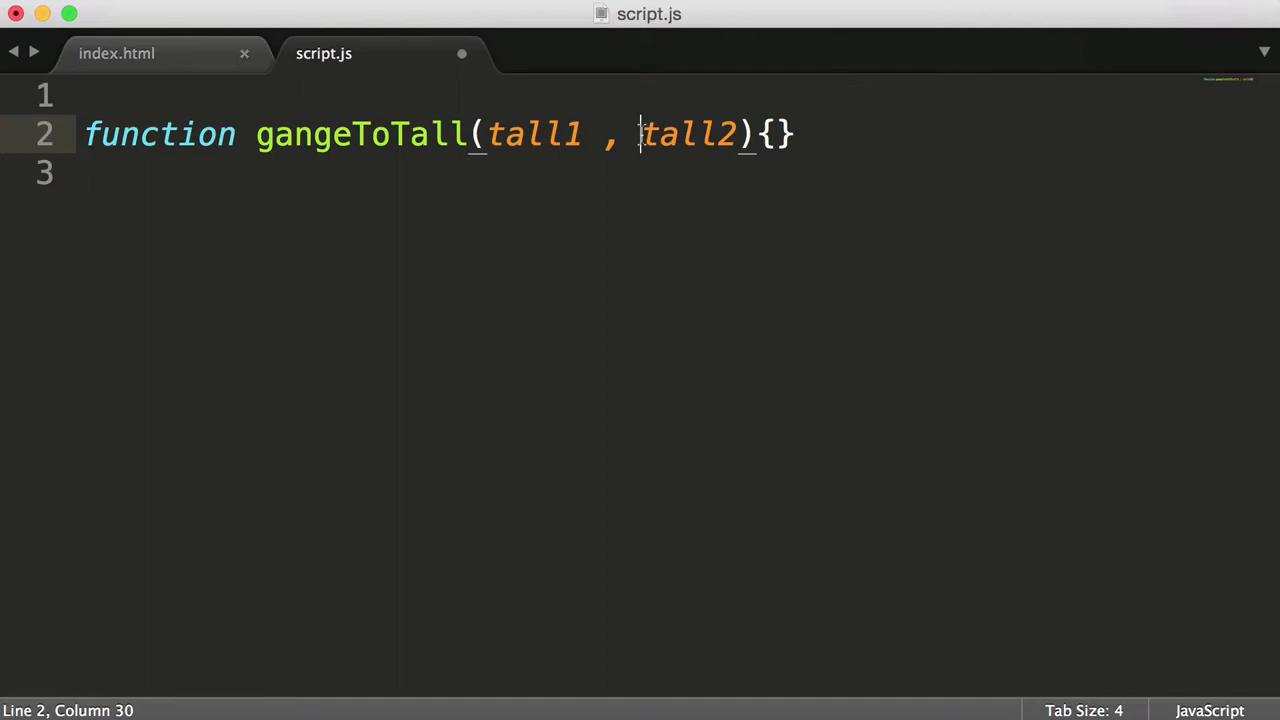 script.js
index.html × script.js
1
2 function gangeToTall(tall1 , tall2){}
3
Line 2, Column 30 Tab Size: 4 JavaScript